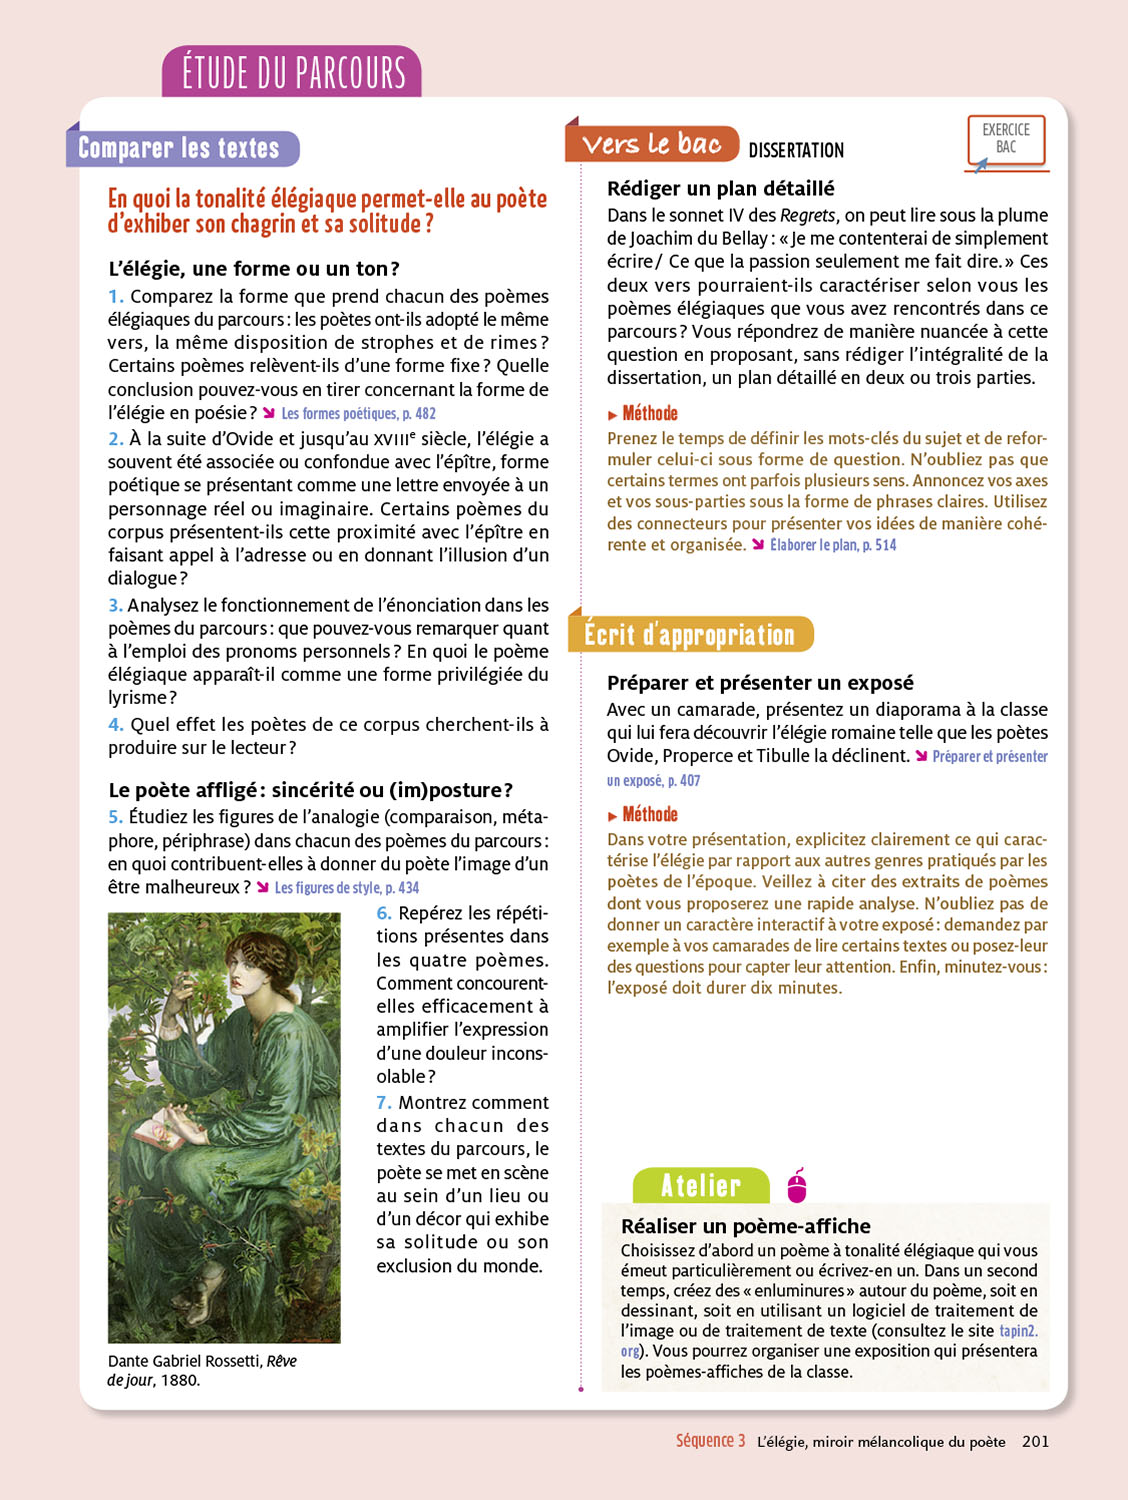 ÉTUDE DU PARCOURS
Comparer les textes
En quoi la tonalité élégiaque permet-elle au poète
d'exhiber son chagrin et sa solitude ?
L'élégie, une forme ou un ton ?
1. Comparez la forme que prend chacun des poèmes
élégiaques du parcours : les poètes ont-ils adopté le même
vers, la même disposition de strophes et de rimes ?
Certains poèmes relèvent-ils d'une forme fixe ? Quelle
conclusion pouvez-vous en tirer concernant la forme de
l'élégie en poésie ? Les formes poétiques, p. 482
2. À la suite d'Ovide et jusqu'au XVIIIe siècle, l'élégie a
souvent été associée ou confondue avec l'épître, forme
poétique se présentant comme une lettre envoyée à un
personnage réel ou imaginaire. Certains poèmes du
corpus présentent-ils cette proximité avec l'épître en
faisant appel à l'adresse ou en donnant l'illusion d'un
dialogue ?
3. Analysez le fonctionnement de l'énonciation dans les
poèmes du parcours : que pouvez-vous remarquer quant
à l'emploi des pronoms personnels ? En quoi le poème
élégiaque apparaît-il comme une forme privilégiée du
lyrisme ?
4. Quel effet les poètes de ce corpus cherchent-ils à
produire sur le lecteur ?
Le poète affligé : sincérité ou (im)posture ?
5. Étudiez les figures de l'analogie (comparaison, méta-
phore, périphrase) dans chacun des poèmes du parcours :
en quoi contribuent-elles à donner du poète l'image d'un
être malheureux ? Les figures de style, p. 434
6. Repérez les répéti-
tions présentes dans
les quatre poèmes.
Comment concourent-
elles efficacement à
amplifier l'expression
d'une douleur incons-
olable ?
7. Montrez comment
dans chacun des
textes du parcours, le
poète se met en scène
au sein d'un lieu ou
d'un décor qui exhibe
sa solitude ou son
exclusion du monde.
Dante Gabriel Rossetti, Rêve
de jour, 1880.
Vers le bac DISSERTATION
EXERCICE
BAC
Rédiger un plan détaillé
Dans le sonnet IV des Regrets, on peut lire sous la plume
de Joachim du Bellay : « Je me contenterai de simplement
écrire / Ce que la passion seulement me fait dire. » Ces
deux vers pourraient-ils caractériser selon vous les
poèmes élégiaques que vous avez rencontrés dans ce
parcours ? Vous répondrez de manière nuancée à cette
question en proposant, sans rédiger l'intégralité de la
dissertation, un plan détaillé en deux ou trois parties.
Méthode
Prenez le temps de définir les mots-clés du sujet et de refor-
muler celui-ci sous forme de question. N'oubliez pas que
certains termes ont parfois plusieurs sens. Annoncez vos axes
et vos sous-parties sous la forme de phrases claires. Utilisez
des connecteurs pour présenter vos idées de manière cohé-
rente et organisée. Élaborer le plan, p. 514
Écrit d'appropriation
Préparer et présenter un exposé
Avec un camarade, présentez un diaporama à la classe
qui lui fera découvrir l'élégie romaine telle que les poètes
Ovide, Properce et Tibulle la déclinent. Préparer et présenter
un exposé, p. 407
Méthode
Dans votre présentation, explicitez clairement ce qui carac-
térise l'élégie par rapport aux autres genres pratiqués par les
poètes de l'époque. Veillez à citer des extraits de poèmes
dont vous proposerez une rapide analyse. N'oubliez pas de
donner un caractère interactif à votre exposé : demandez par
exemple à vos camarades de lire certains textes ou posez-leur
des questions pour capter leur attention. Enfin, minutez-vous :
l'exposé doit durer dix minutes.
Atelier
Réaliser un poème-affiche
Choisissez d'abord un poème à tonalité élégiaque qui vous
émeut particulièrement ou écrivez-en un. Dans un second
temps, créez des « enluminures » autour du poème, soit en
dessinant, soit en utilisant un logiciel de traitement de
l'image ou de traitement de texte (consultez le site tapin2.
org). Vous pourrez organiser une exposition qui présentera
les poèmes-affiches de la classe.
Séquence 3 L'élégie, miroir mélancolique du poète 201